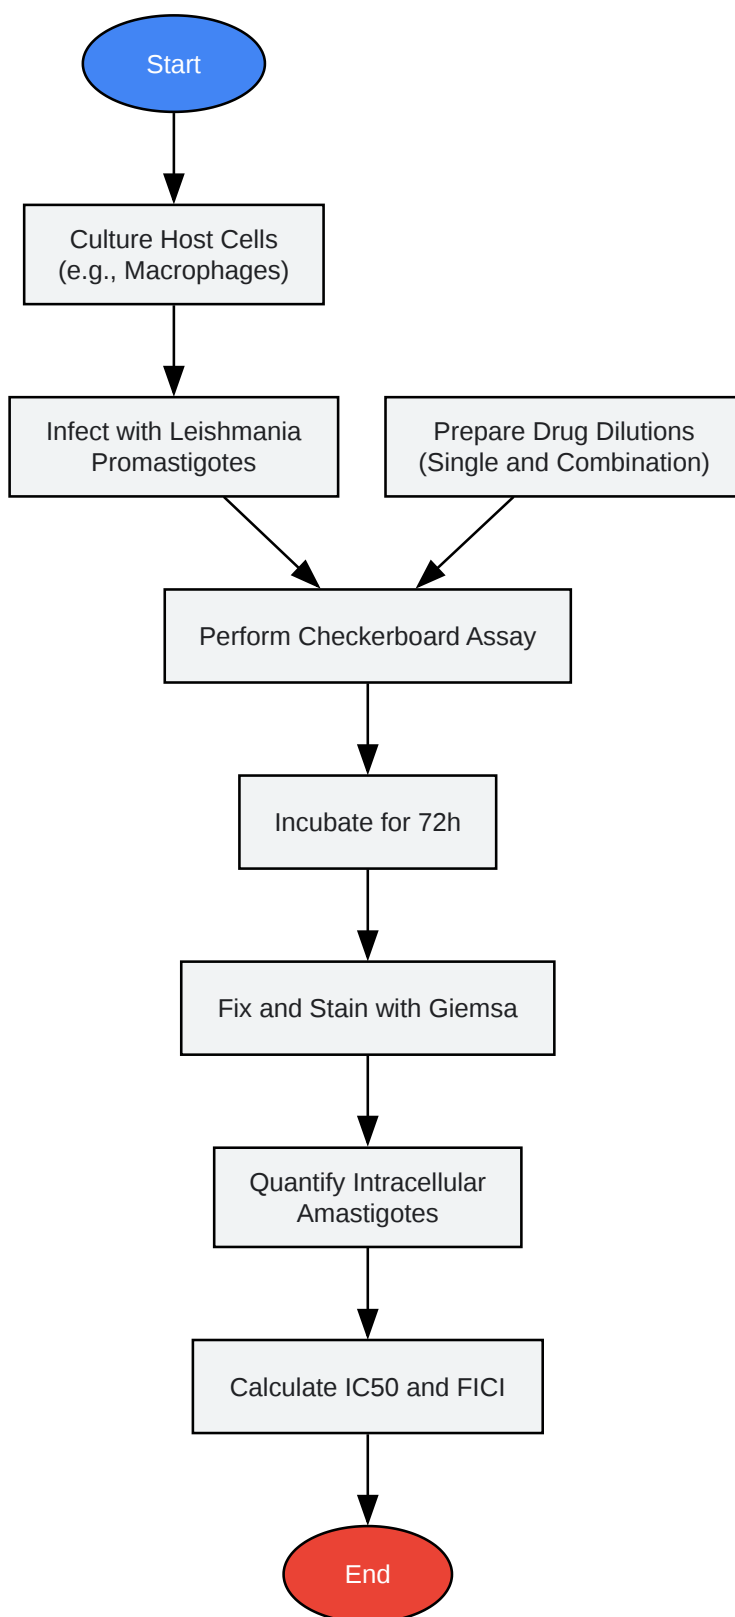 Start
Culture Host Cells
(e.g., Macrophages)
Infect with Leishmania
Promastigotes
Prepare Drug Dilutions
(Single and Combination)
Perform Checkerboard Assay
Incubate for 72h
Fix and Stain with Giemsa
Quantify Intracellular
Amastigotes
Calculate IC50 and FICI
End